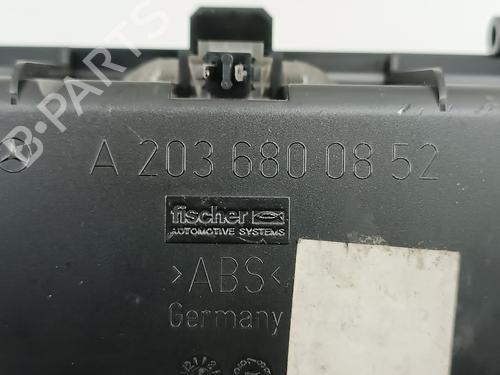 B-PARTS
A 203 680 08 52
fischer
AUTOMOTIVE SYSTEMS
>ABS<
Germany